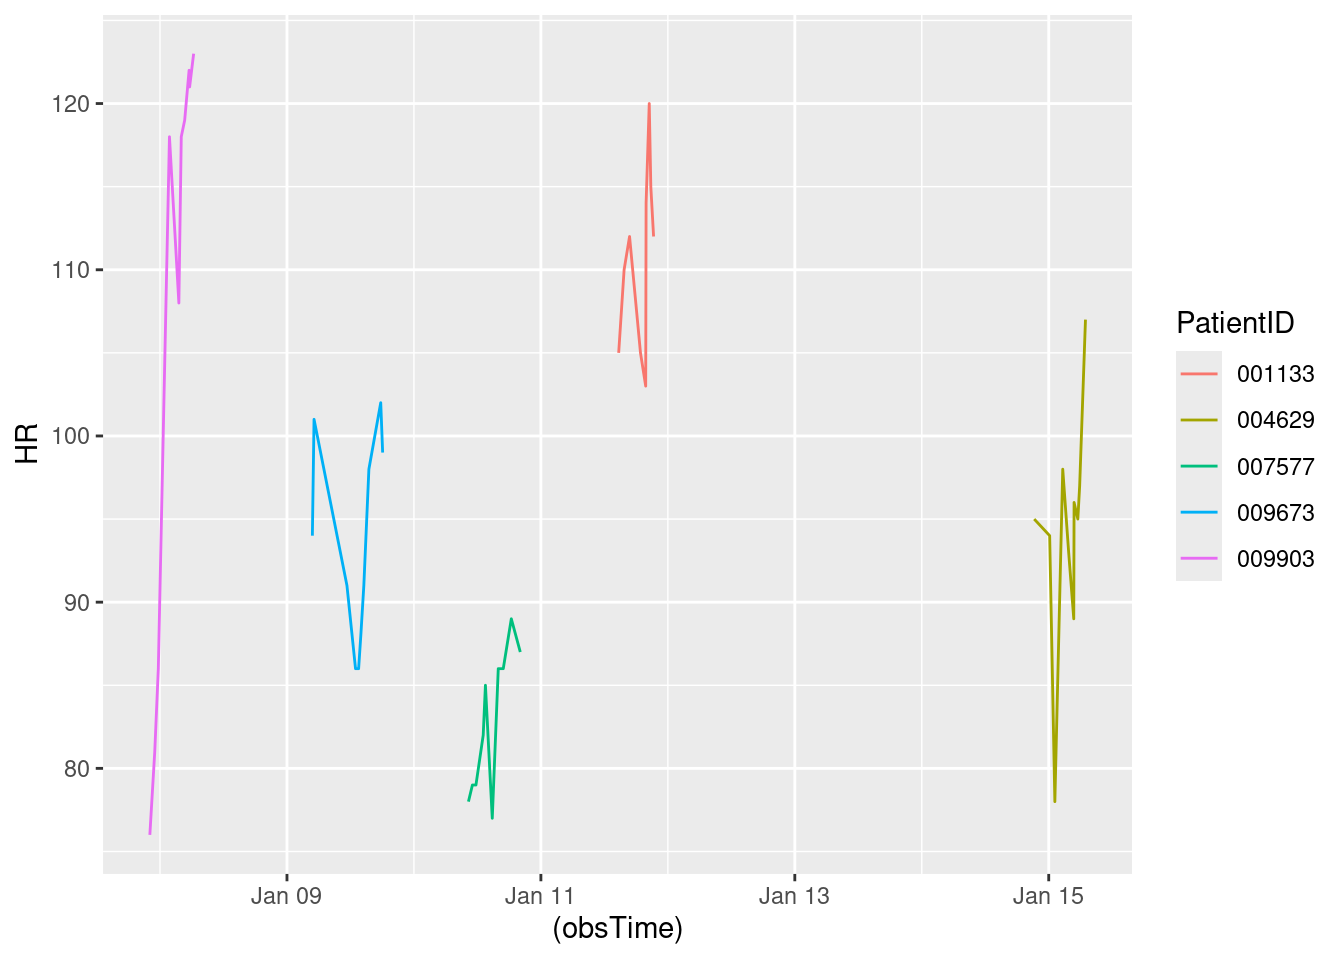 120
110
100
90
80
HR
Jan 09
Jan 11
Jan 13
Jan 15
(obsTime)
PatientID
001133
004629
007577
009673
009903